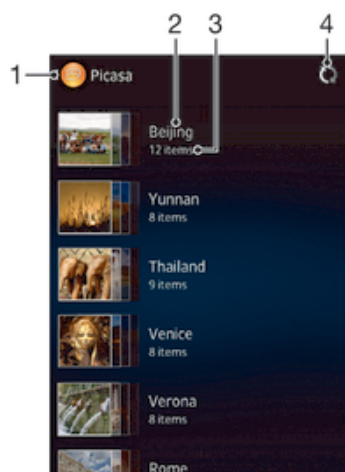 2 3 4
1 Picasa
Beijing
12 items
Yunnan
8 items
Thailand
9 items
Venice
8 items
Verona
8 items
Rome